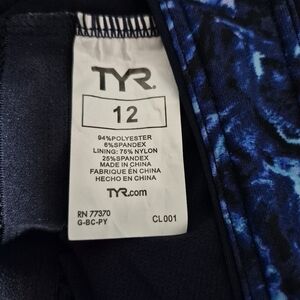 TYR
12
94%POLYESTER
6%SPANDEX
LINING: 75% NYLON
25%SPANDEX
MADE IN CHINA
FABRIQUE EN CHINA
HECHO EN CHINA
TYR.com
RN 77370
G-BC-PY
CL001